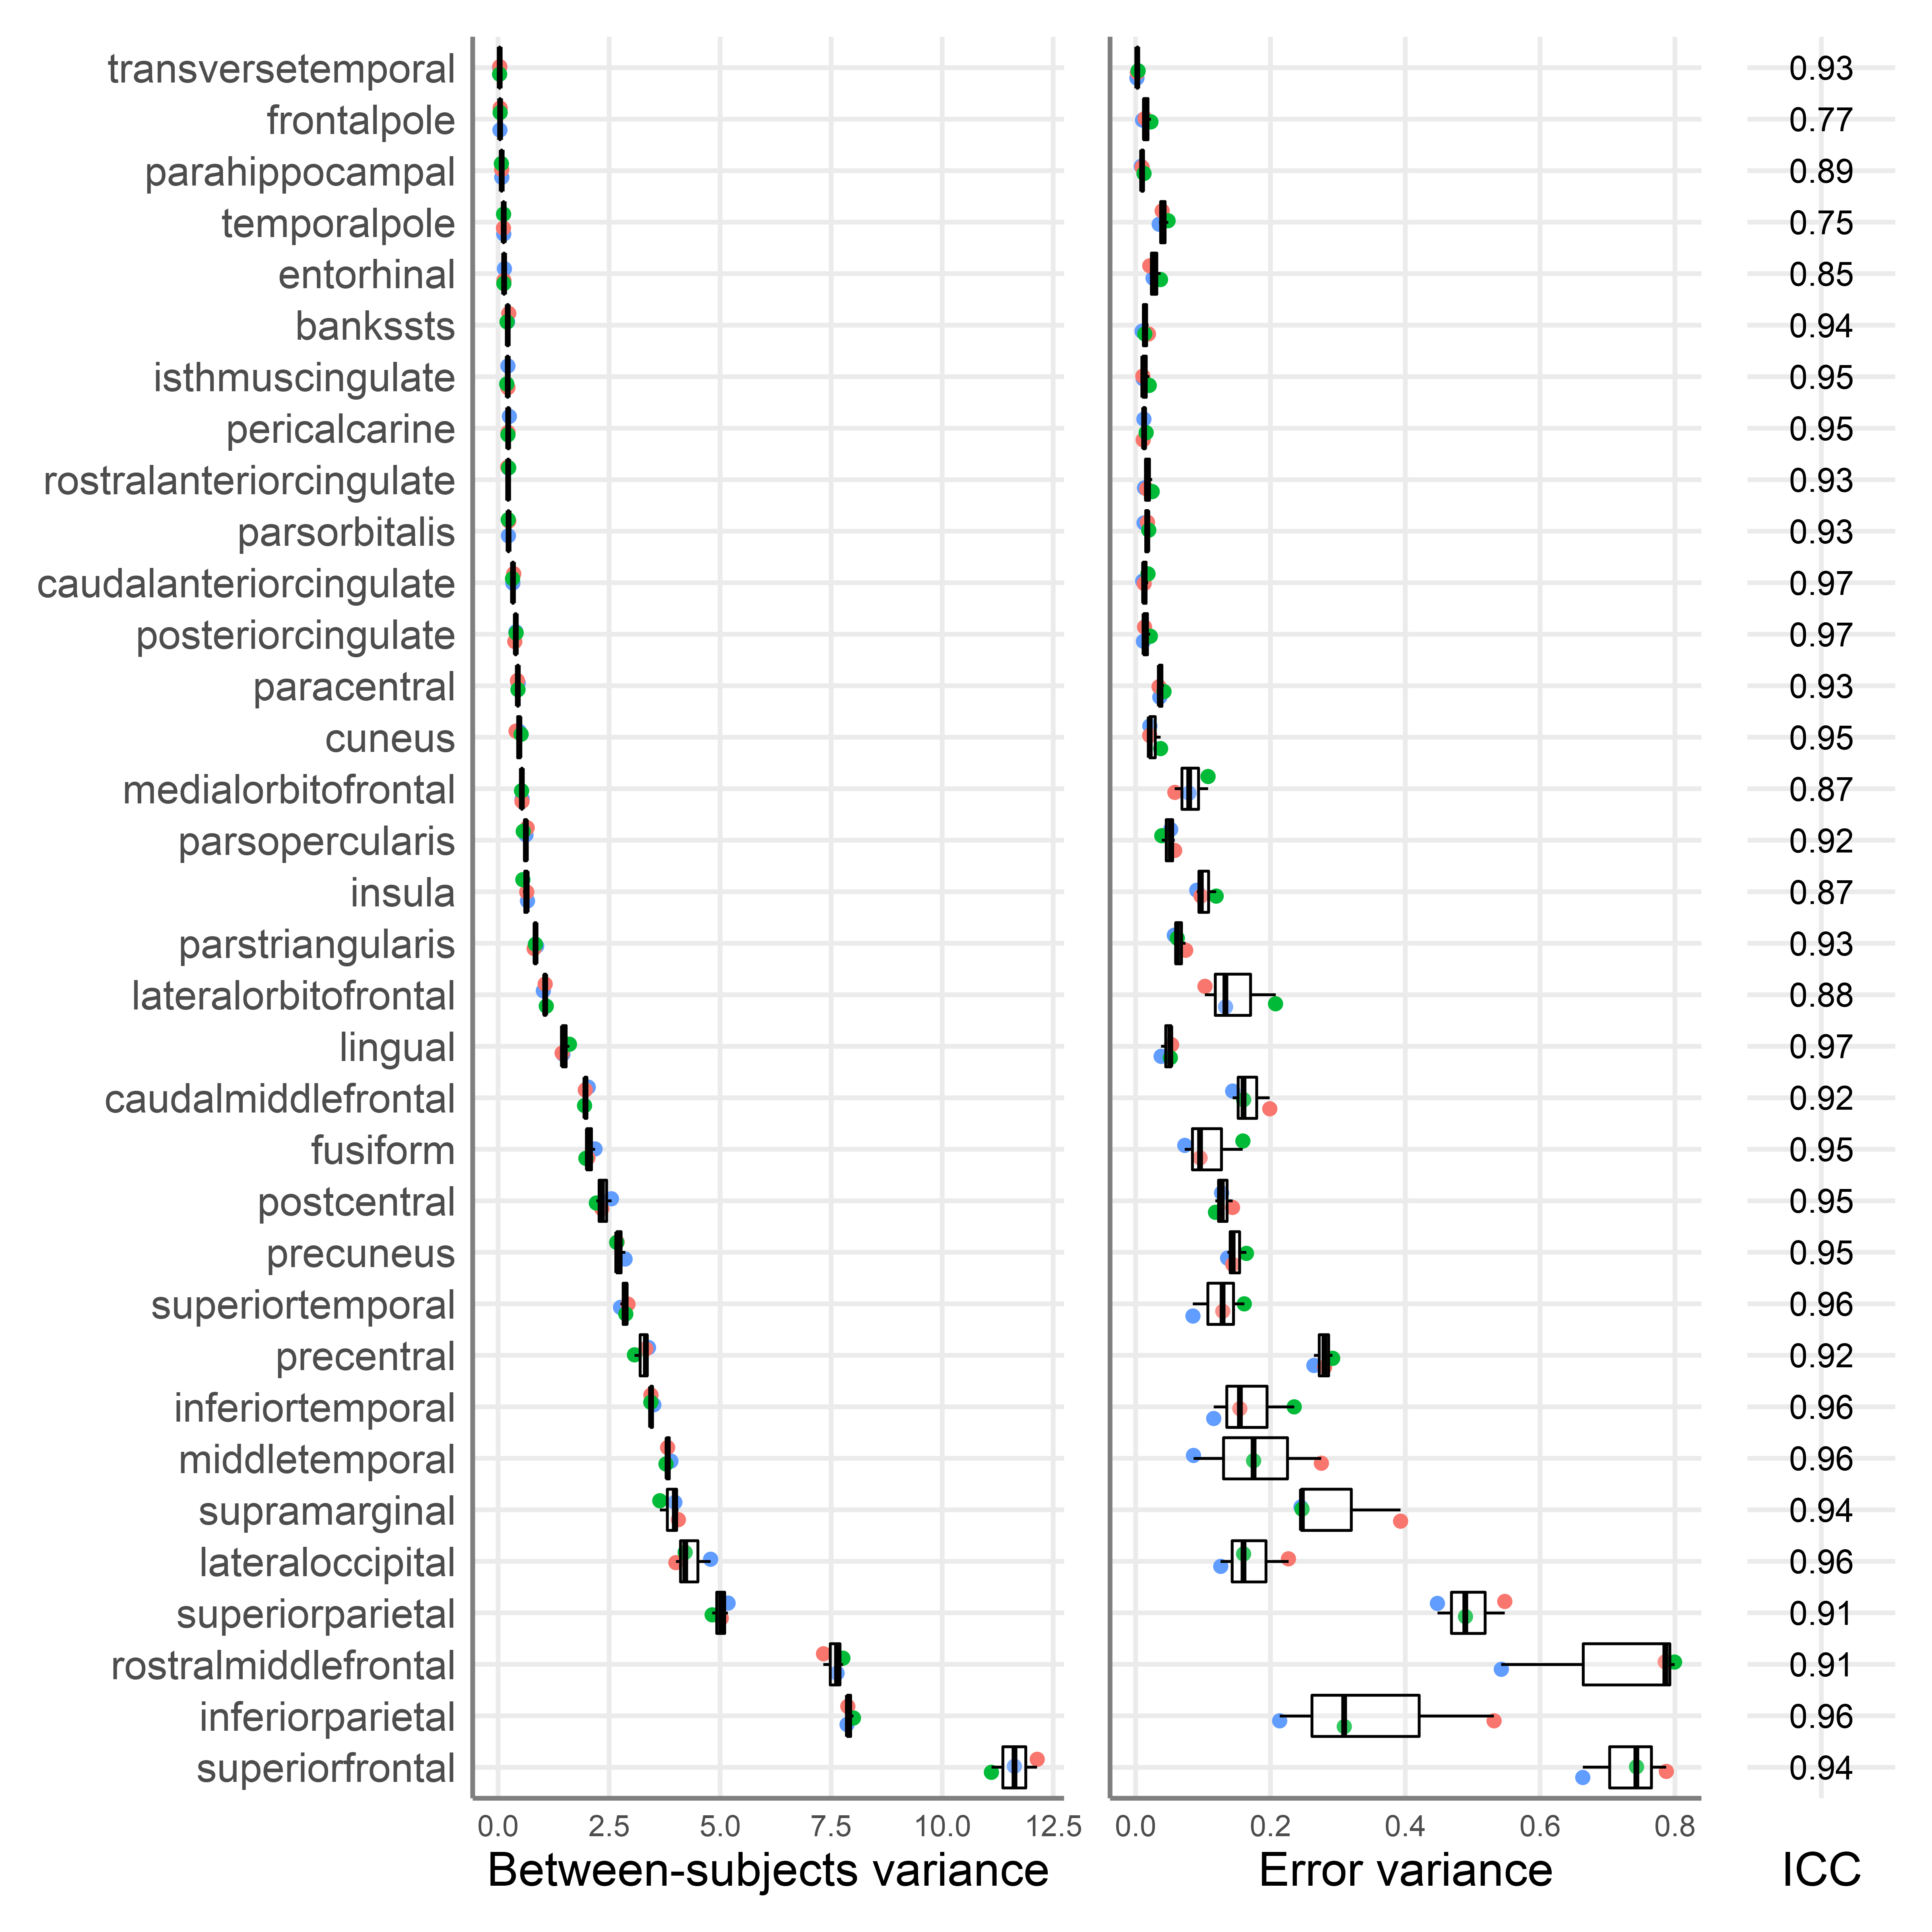 transversetemporal 0.93
frontalpole 0.77
parahippocampal 0.89
temporalpole 0.75
entorhinal 0.85
bankssts 0.94
isthmuscingulate 0.95
pericalcarine 0.95
rostralanteriorcingulate 0.93
parsorbitalis 0.93
caudalanteriorcingulate 0.97
posteriorcingulate 0.97
paracentral 0.93
cuneus 0.95
medialorbitofrontal 0.87
parsopercularis 0.92
insula 0.87
parstriangularis 0.93
lateralorbitofrontal 0.88
lingual 0.97
caudalmiddlefrontal 0.92
fusiform 0.95
postcentral 0.95
precuneus 0.95
superiortemporal 0.96
precentral 0.92
inferiortemporal 0.96
middletemporal 0.96
supramarginal 0.94
lateraloccipital 0.96
superiorparietal 0.91
rostralmiddlefrontal 0.91
inferiorparietal 0.96
superiorfrontal 0.94
0.0 2.5 5.0 7.5 10.0 12.5 0.0 0.2 0.4 0.6 0.8
Between-subjects variance Error variance ICC